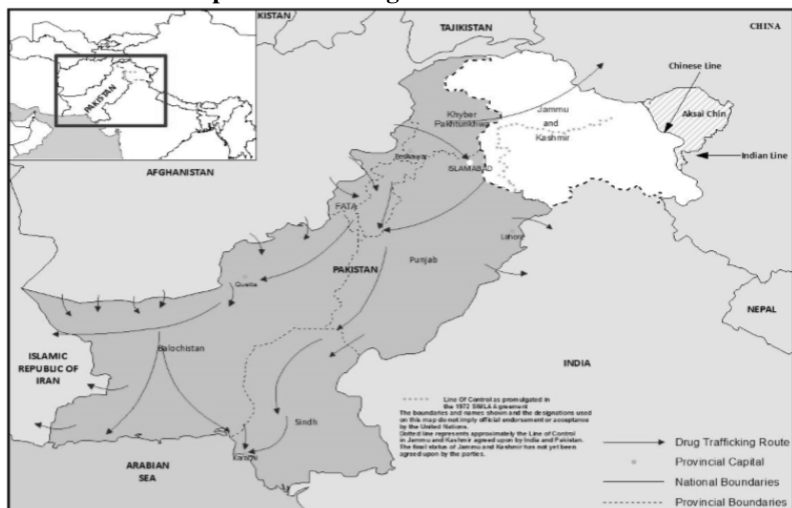 KISTAN
TAJIKISTAN
CHINA
Chinese Line
PAKISTAN
Khyber
Pakhtunkhwa
Jammu
and
Kashmir
Aksai Chin
Indian Line
ISLAMABAD
AFGHANISTAN
FATA
Lahore
PAKISTAN
Punjab
Quetta
NEPAL
ISLAMIC
REPUBLIC OF
IRAN
Balochistan
INDIA
Sindh
Karachi
ARABIAN
SEA
Line Of Control as promulgated in
the 1972 SIMLA Agreement
The boundaries and names shown and the designations used
on this map do not imply official endorsement or acceptance
by the United Nations.
Dotted line represents approximately the Line of Control
in Jammu and Kashmir agreed upon by India and Pakistan.
The final status of Jammu and Kashmir has not yet been
agreed upon by the parties.
Drug Trafficking Route
Provincial Capital
National Boundaries
Provincial Boundaries